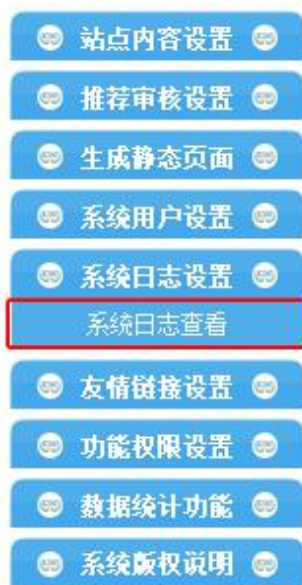 站点内容设置
推荐审核设置
生成静态页面
系统用户设置
系统日志设置
系统日志查看
友情链接设置
功能权限设置
数据统计功能
系统版权说明